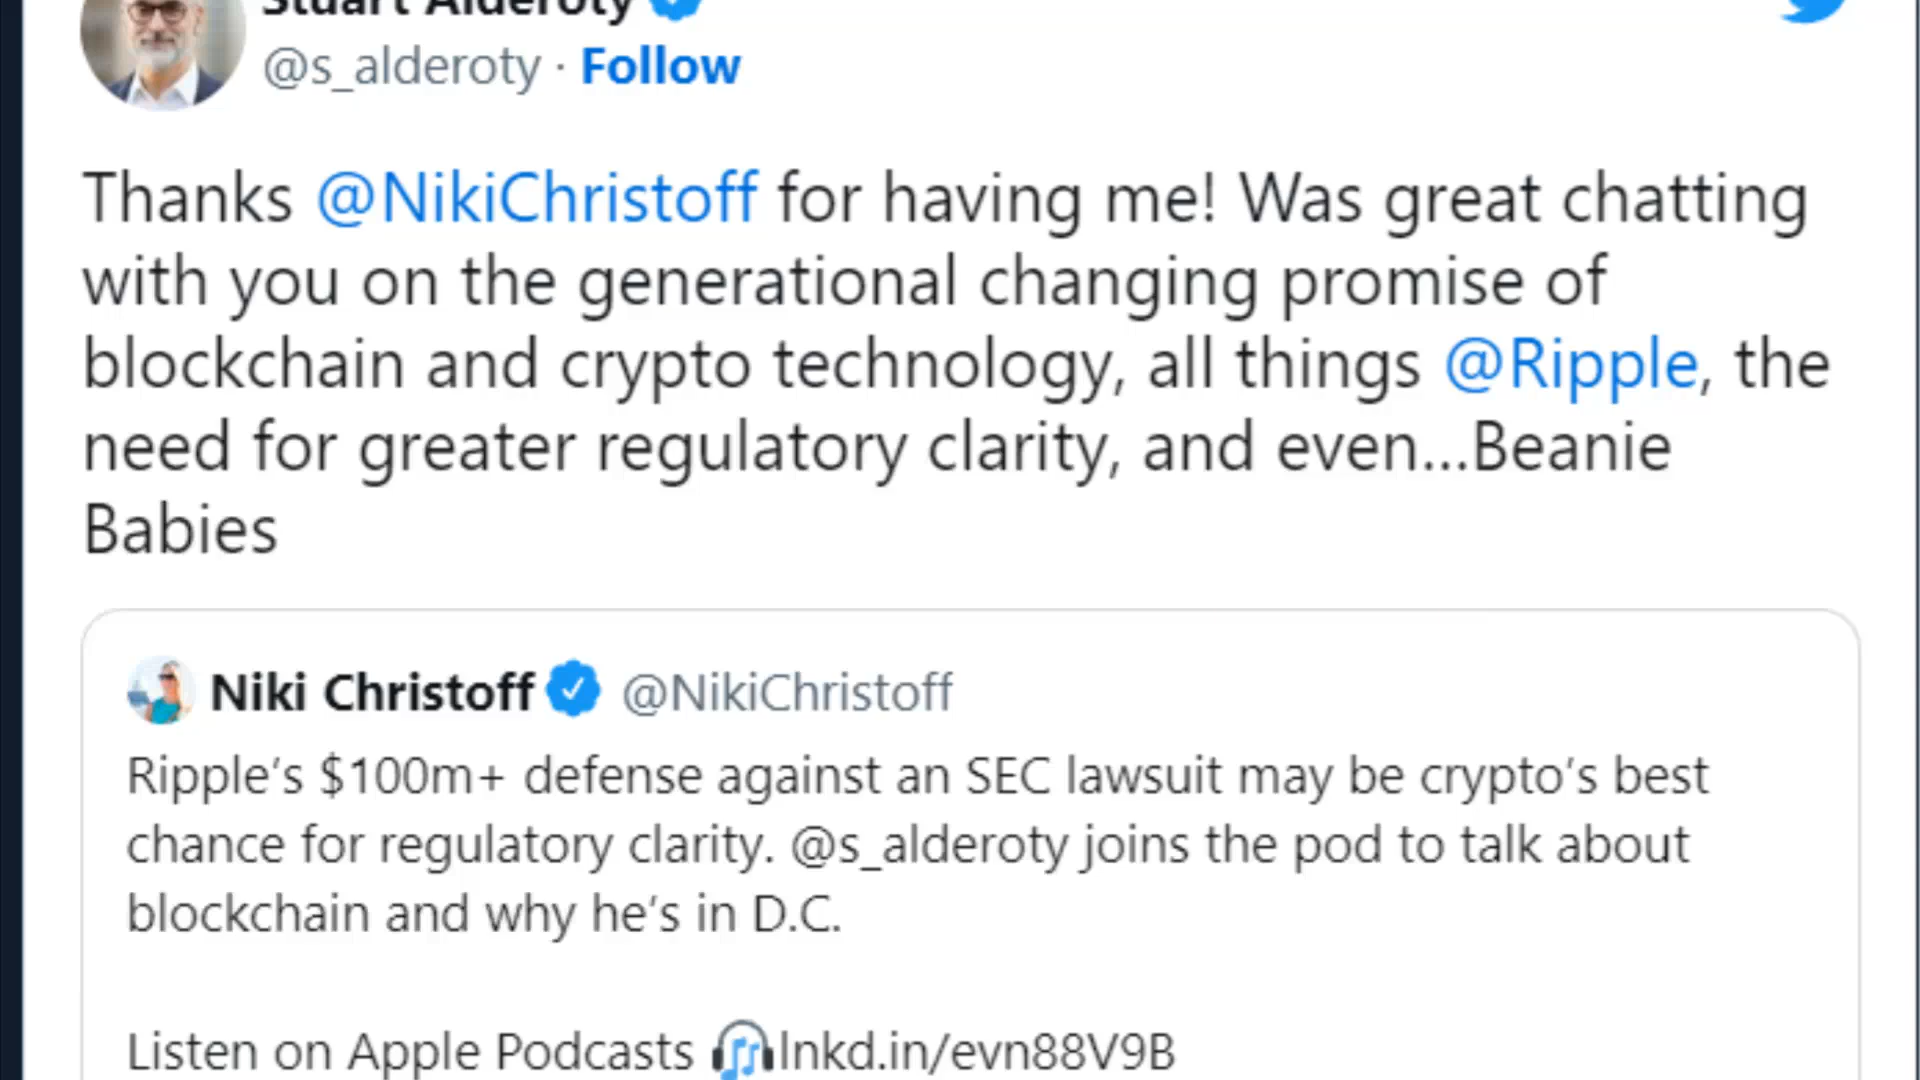 Stuart Alderoty
@s_alderoty · Follow
Thanks @NikiChristoff for having me! Was great chatting
with you on the generational changing promise of
blockchain and crypto technology, all things @Ripple, the
need for greater regulatory clarity, and even...Beanie
Babies
Niki Christoff @NikiChristoff
Ripple’s $100m+ defense against an SEC lawsuit may be crypto’s best
chance for regulatory clarity. @s_alderoty joins the pod to talk about
blockchain and why he’s in D.C.
Listen on Apple Podcasts 🎧lnkd.in/evn88V9B